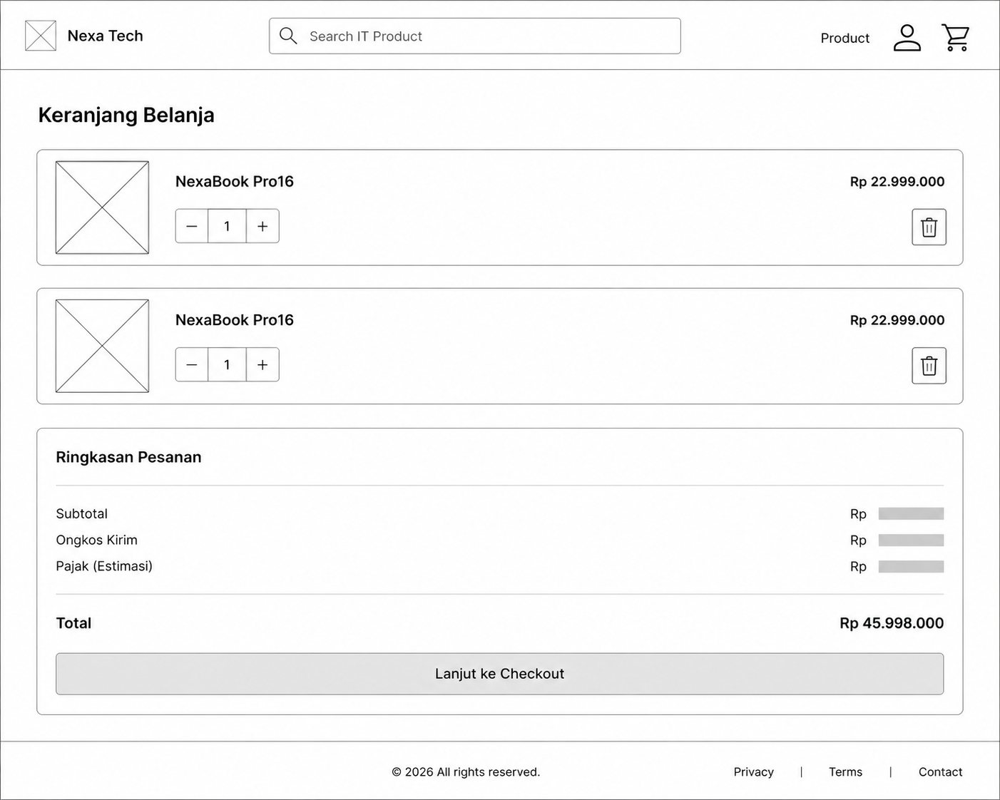 Nexa Tech
Search IT Product
Product
Keranjang Belanja
NexaBook Pro16
Rp 22.999.000
1
NexaBook Pro16
Rp 22.999.000
1
Ringkasan Pesanan
Subtotal Rp
Ongkos Kirim Rp
Pajak (Estimasi) Rp
Total Rp 45.998.000
Lanjut ke Checkout
© 2026 All rights reserved.
Privacy | Terms | Contact